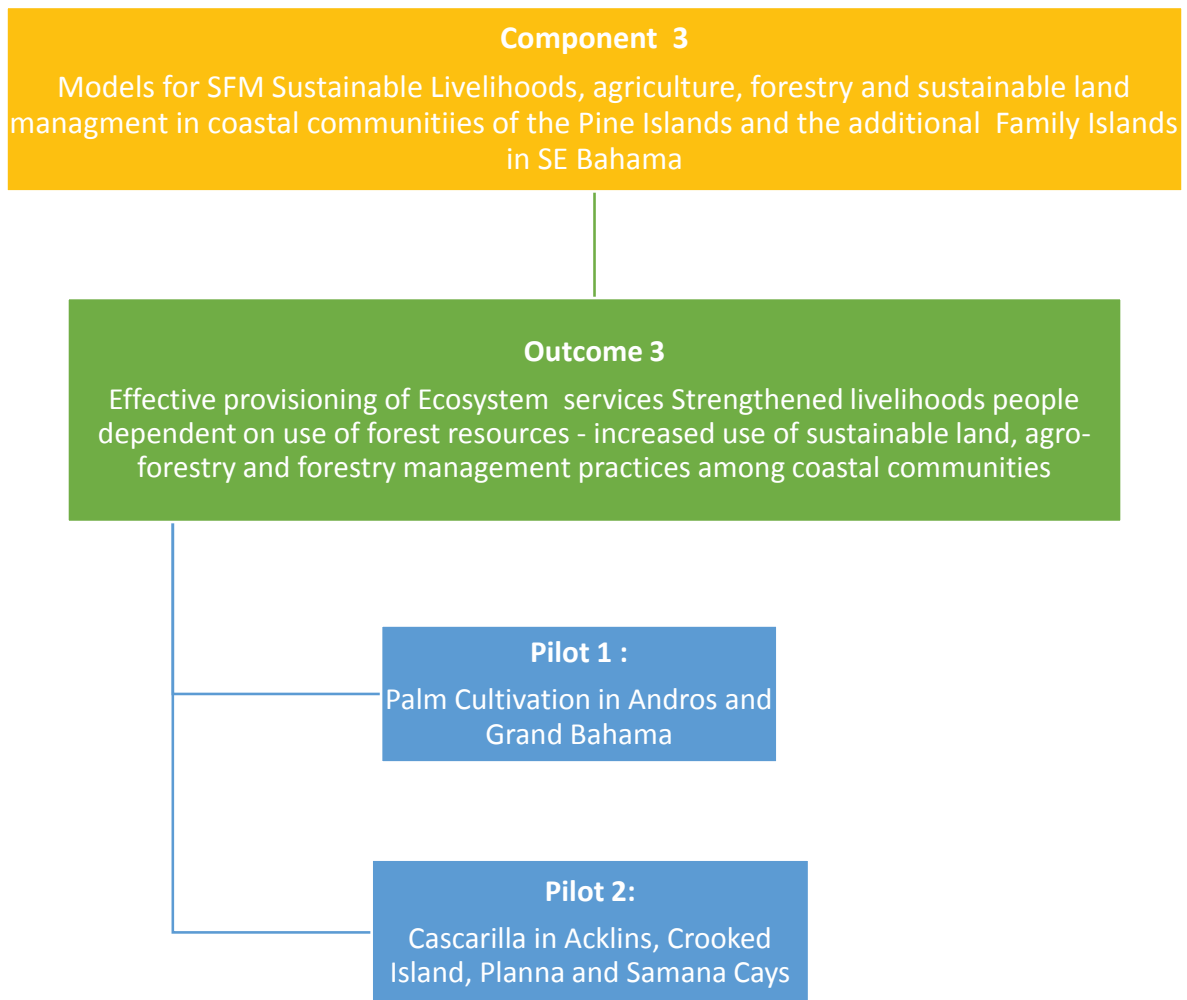 Component 3
Models for SFM Sustainable Livelihoods, agriculture, forestry and sustainable land
managment in coastal communitiies of the Pine Islands and the additional Family Islands
in SE Bahama
Outcome 3
Effective provisioning of Ecosystem services Strengthened livelihoods people
dependent on use of forest resources - increased use of sustainable land, agro-
forestry and forestry management practices among coastal communities
Pilot 1 :
Palm Cultivation in Andros and
Grand Bahama
Pilot 2:
Cascarilla in Acklins, Crooked
Island, Planna and Samana Cays